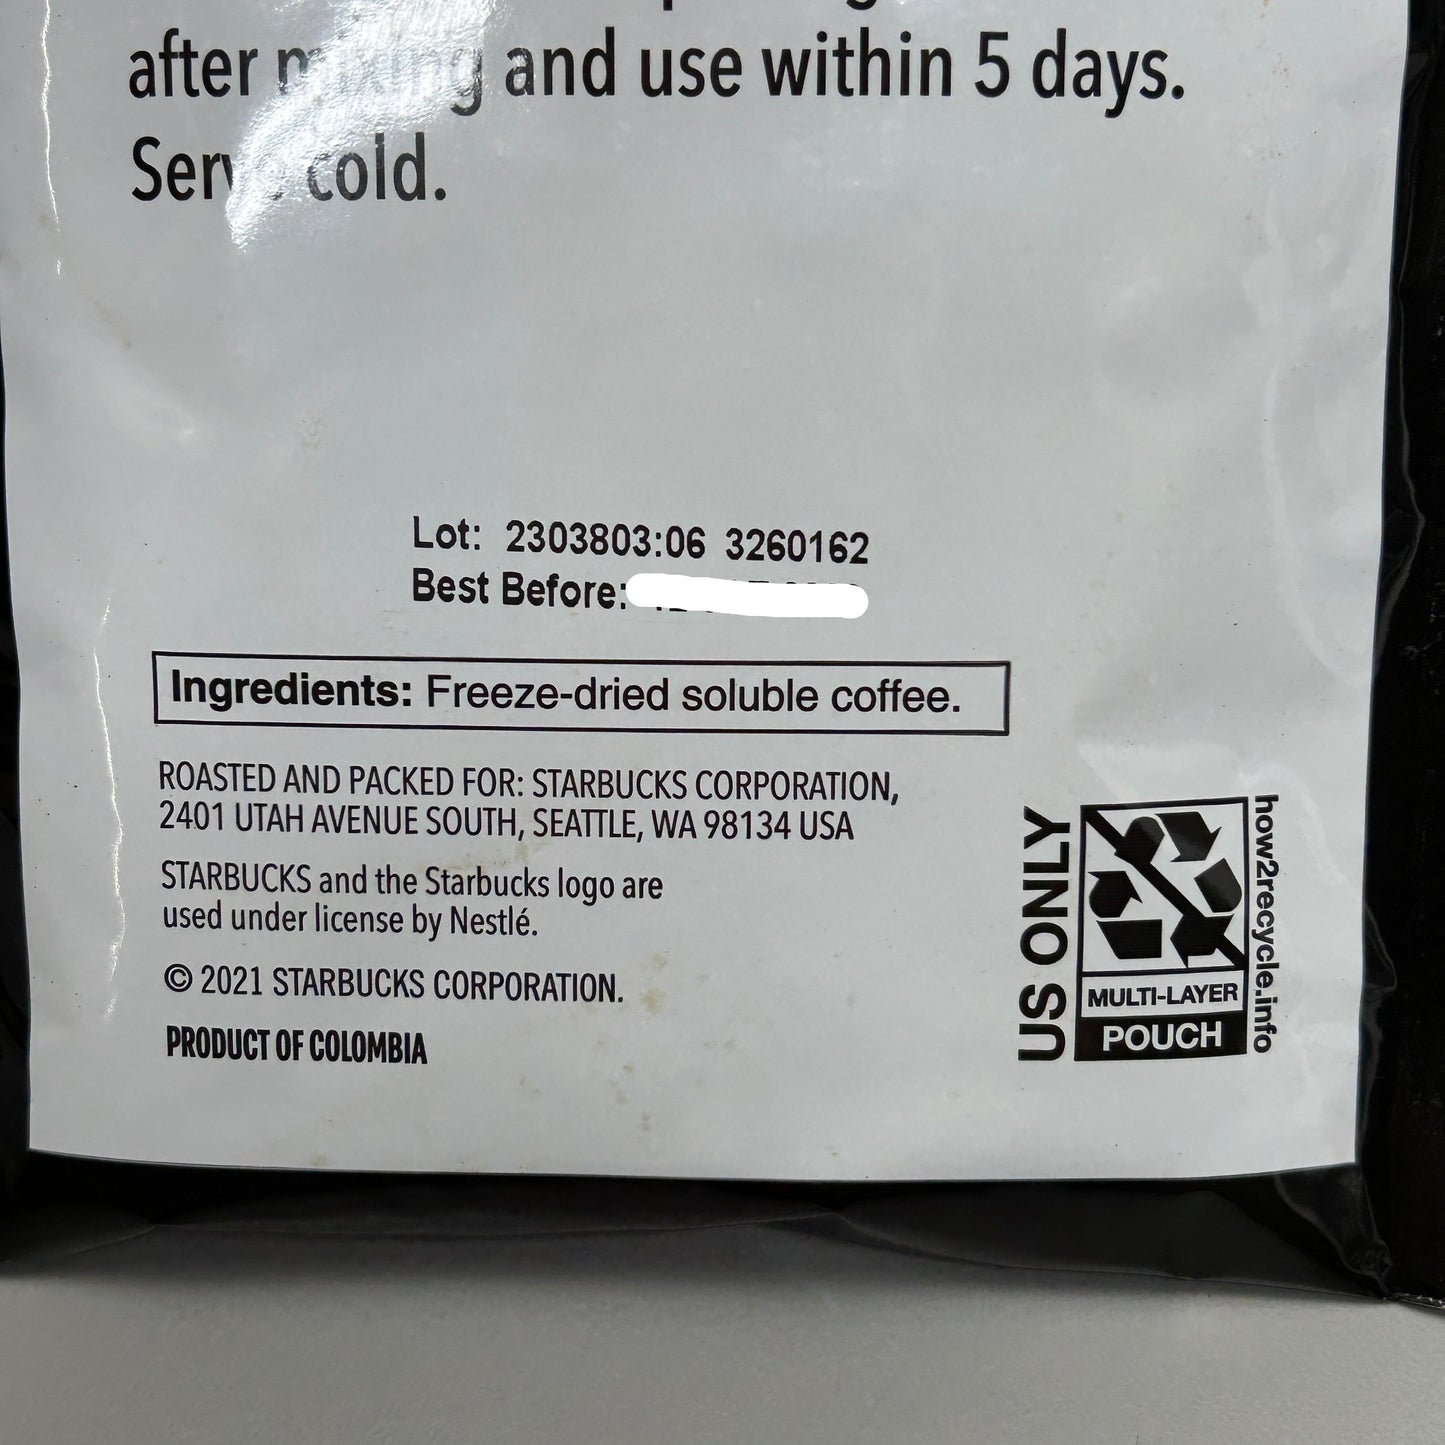 after mixing and use within 5 days.
Serve cold.
Lot: 2303803:06 3260162
Best Before:
Ingredients: Freeze-dried soluble coffee.
ROASTED AND PACKED FOR: STARBUCKS CORPORATION,
2401 UTAH AVENUE SOUTH, SEATTLE, WA 98134 USA
STARBUCKS and the Starbucks logo are
used under license by Nestlé.
© 2021 STARBUCKS CORPORATION.
PRODUCT OF COLOMBIA
US ONLY
MULTI-LAYER
POUCH
how2recycle.info